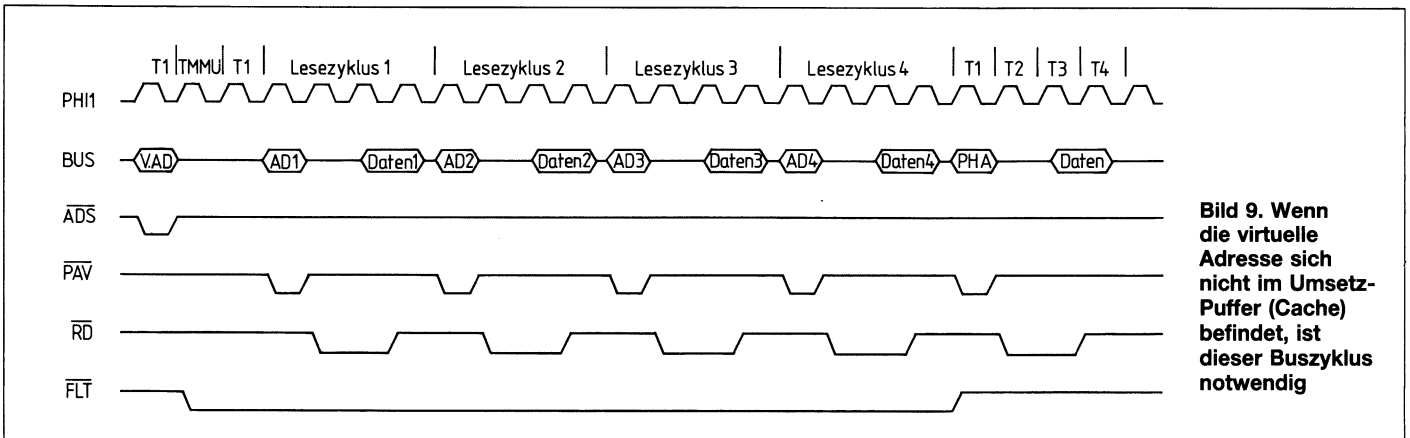 T1 TMMU T1 Lesezyklus 1 Lesezyklus 2 Lesezyklus 3 Lesezyklus 4 T1 T2 T3 T4
PHI1
BUS V.AD AD1 Daten1 AD2 Daten2 AD3 Daten3 AD4 Daten4 PHA Daten
ADS
PAV
RD
FLT
Bild 9. Wenn
die virtuelle
Adresse sich
nicht im Umsetz-
Puffer (Cache)
befindet, ist
dieser Buszyklus
notwendig